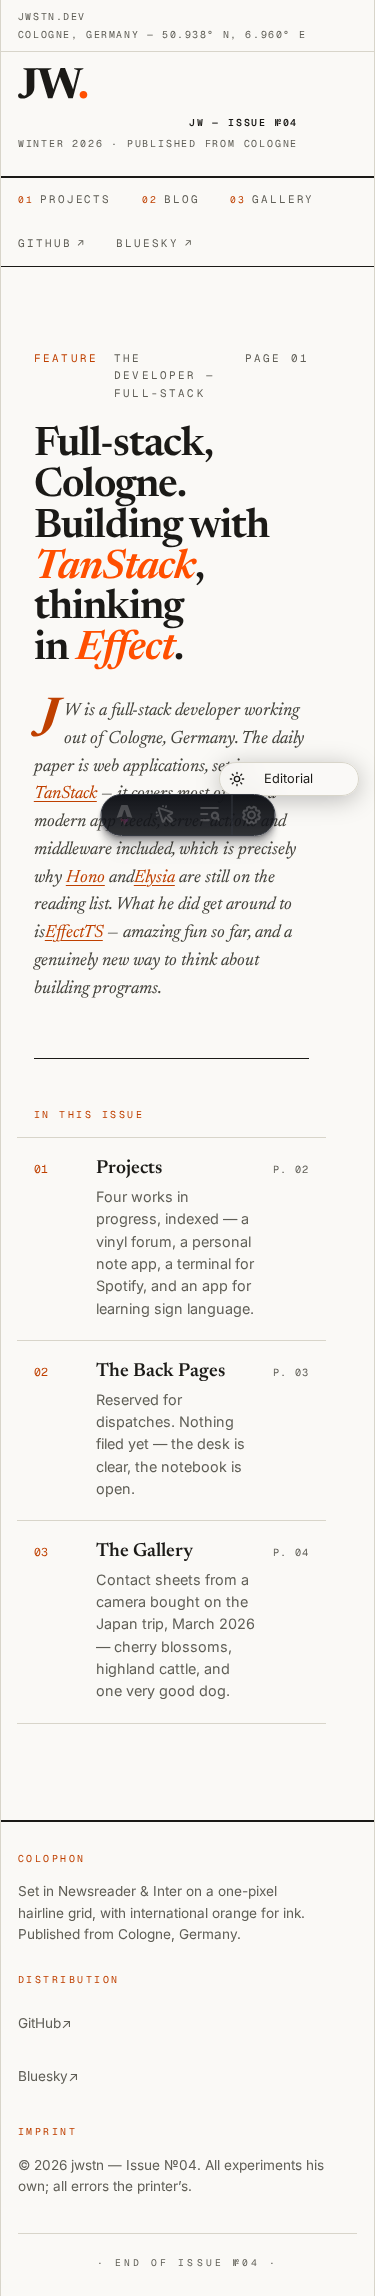 JWSTN.DEV
COLOGNE, GERMANY — 50.938° N, 6.960° E
JW.
JW — ISSUE №04
WINTER 2026 · PUBLISHED FROM COLOGNE
01 PROJECTS 02 BLOG 03 GALLERY
GITHUB ↗ BLUESKY ↗
FEATURE THE DEVELOPER — FULL-STACK PAGE 01
Full-stack,
Cologne.
Building with
TanStack,
thinking
in Effect.
JW is a full-stack developer working
out of Cologne, Germany. The daily
paper is web applications,
Editorial
TanStack — it covers most
modern and
middleware included, which is precisely
why Hono andElysia are still on the
reading list. What he did get around to
isEffectTS — amazing fun so far, and a
genuinely new way to think about
building programs.
IN THIS ISSUE
01 Projects P. 02
Four works in
progress, indexed — a
vinyl forum, a personal
note app, a terminal for
Spotify, and an app for
learning sign language.
02 The Back Pages P. 03
Reserved for
dispatches. Nothing
filed yet — the desk is
clear, the notebook is
open.
03 The Gallery P. 04
Contact sheets from a
camera bought on the
Japan trip, March 2026
— cherry blossoms,
highland cattle, and
one very good dog.
COLOPHON
Set in Newsreader & Inter on a one-pixel
hairline grid, with international orange for ink.
Published from Cologne, Germany.
DISTRIBUTION
GitHub↗
Bluesky↗
IMPRINT
© 2026 jwstn — Issue №04. All experiments his
own; all errors the printer’s.
· END OF ISSUE №04 ·